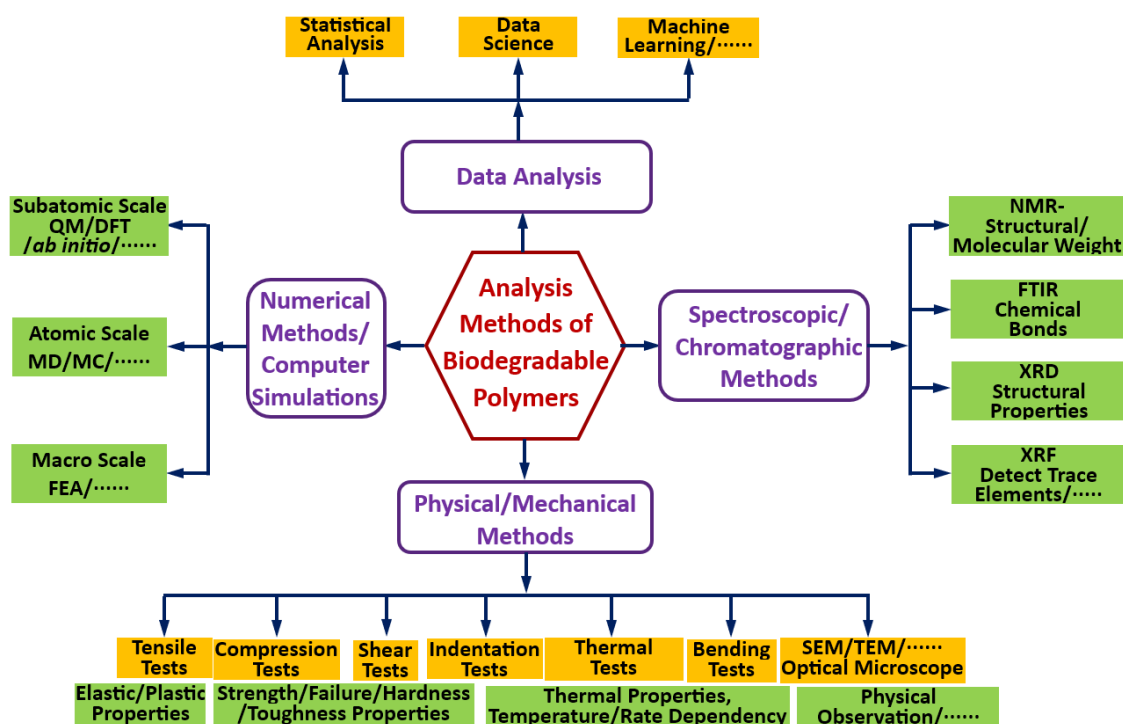 Statistical
Analysis
Data
Science
Machine
Learning/······
Data Analysis
Subatomic Scale
QM/DFT
/ab initio/······
Atomic Scale
MD/MC/······
Macro Scale
FEA/······
Numerical
Methods/
Computer
Simulations
Analysis
Methods of
Biodegradable
Polymers
Spectroscopic/
Chromatographic
Methods
NMR-
Structural/
Molecular Weight
FTIR
Chemical
Bonds
XRD
Structural
Properties
XRF
Detect Trace
Elements/·····
Physical/Mechanical
Methods
Tensile
Tests
Compression
Tests
Shear
Tests
Indentation
Tests
Thermal
Tests
Bending
Tests
SEM/TEM/······
Optical Microscope
Elastic/Plastic
Properties
Strength/Failure/Hardness
/Toughness Properties
Thermal Properties,
Temperature/Rate Dependency
Physical
Observation/······